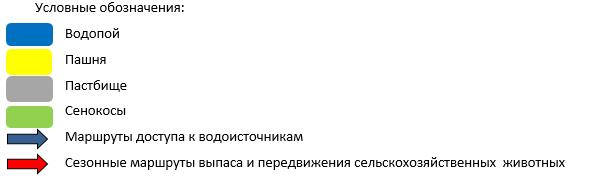 Условные обозначения:
Водопой
Пашня
Пастбище
Сенокосы
Маршруты доступа к водоисточникам
Сезонные маршруты выпаса и передвижения сельскохозяйственных животных